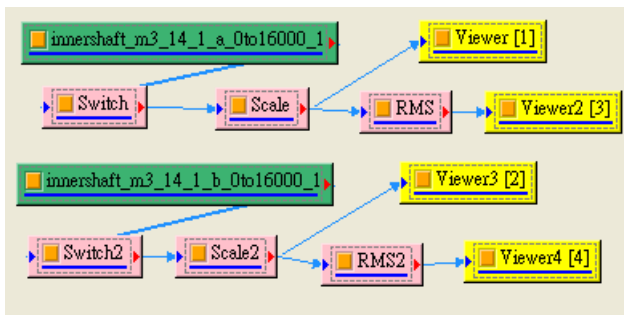 innershaft_m3_14_1_a_0to16000_1
Viewer [1]
Switch
Scale
RMS
Viewer2 [3]
innershaft_m3_14_1_b_0to16000_1
Viewer3 [2]
Switch2
Scale2
RMS2
Viewer4 [4]